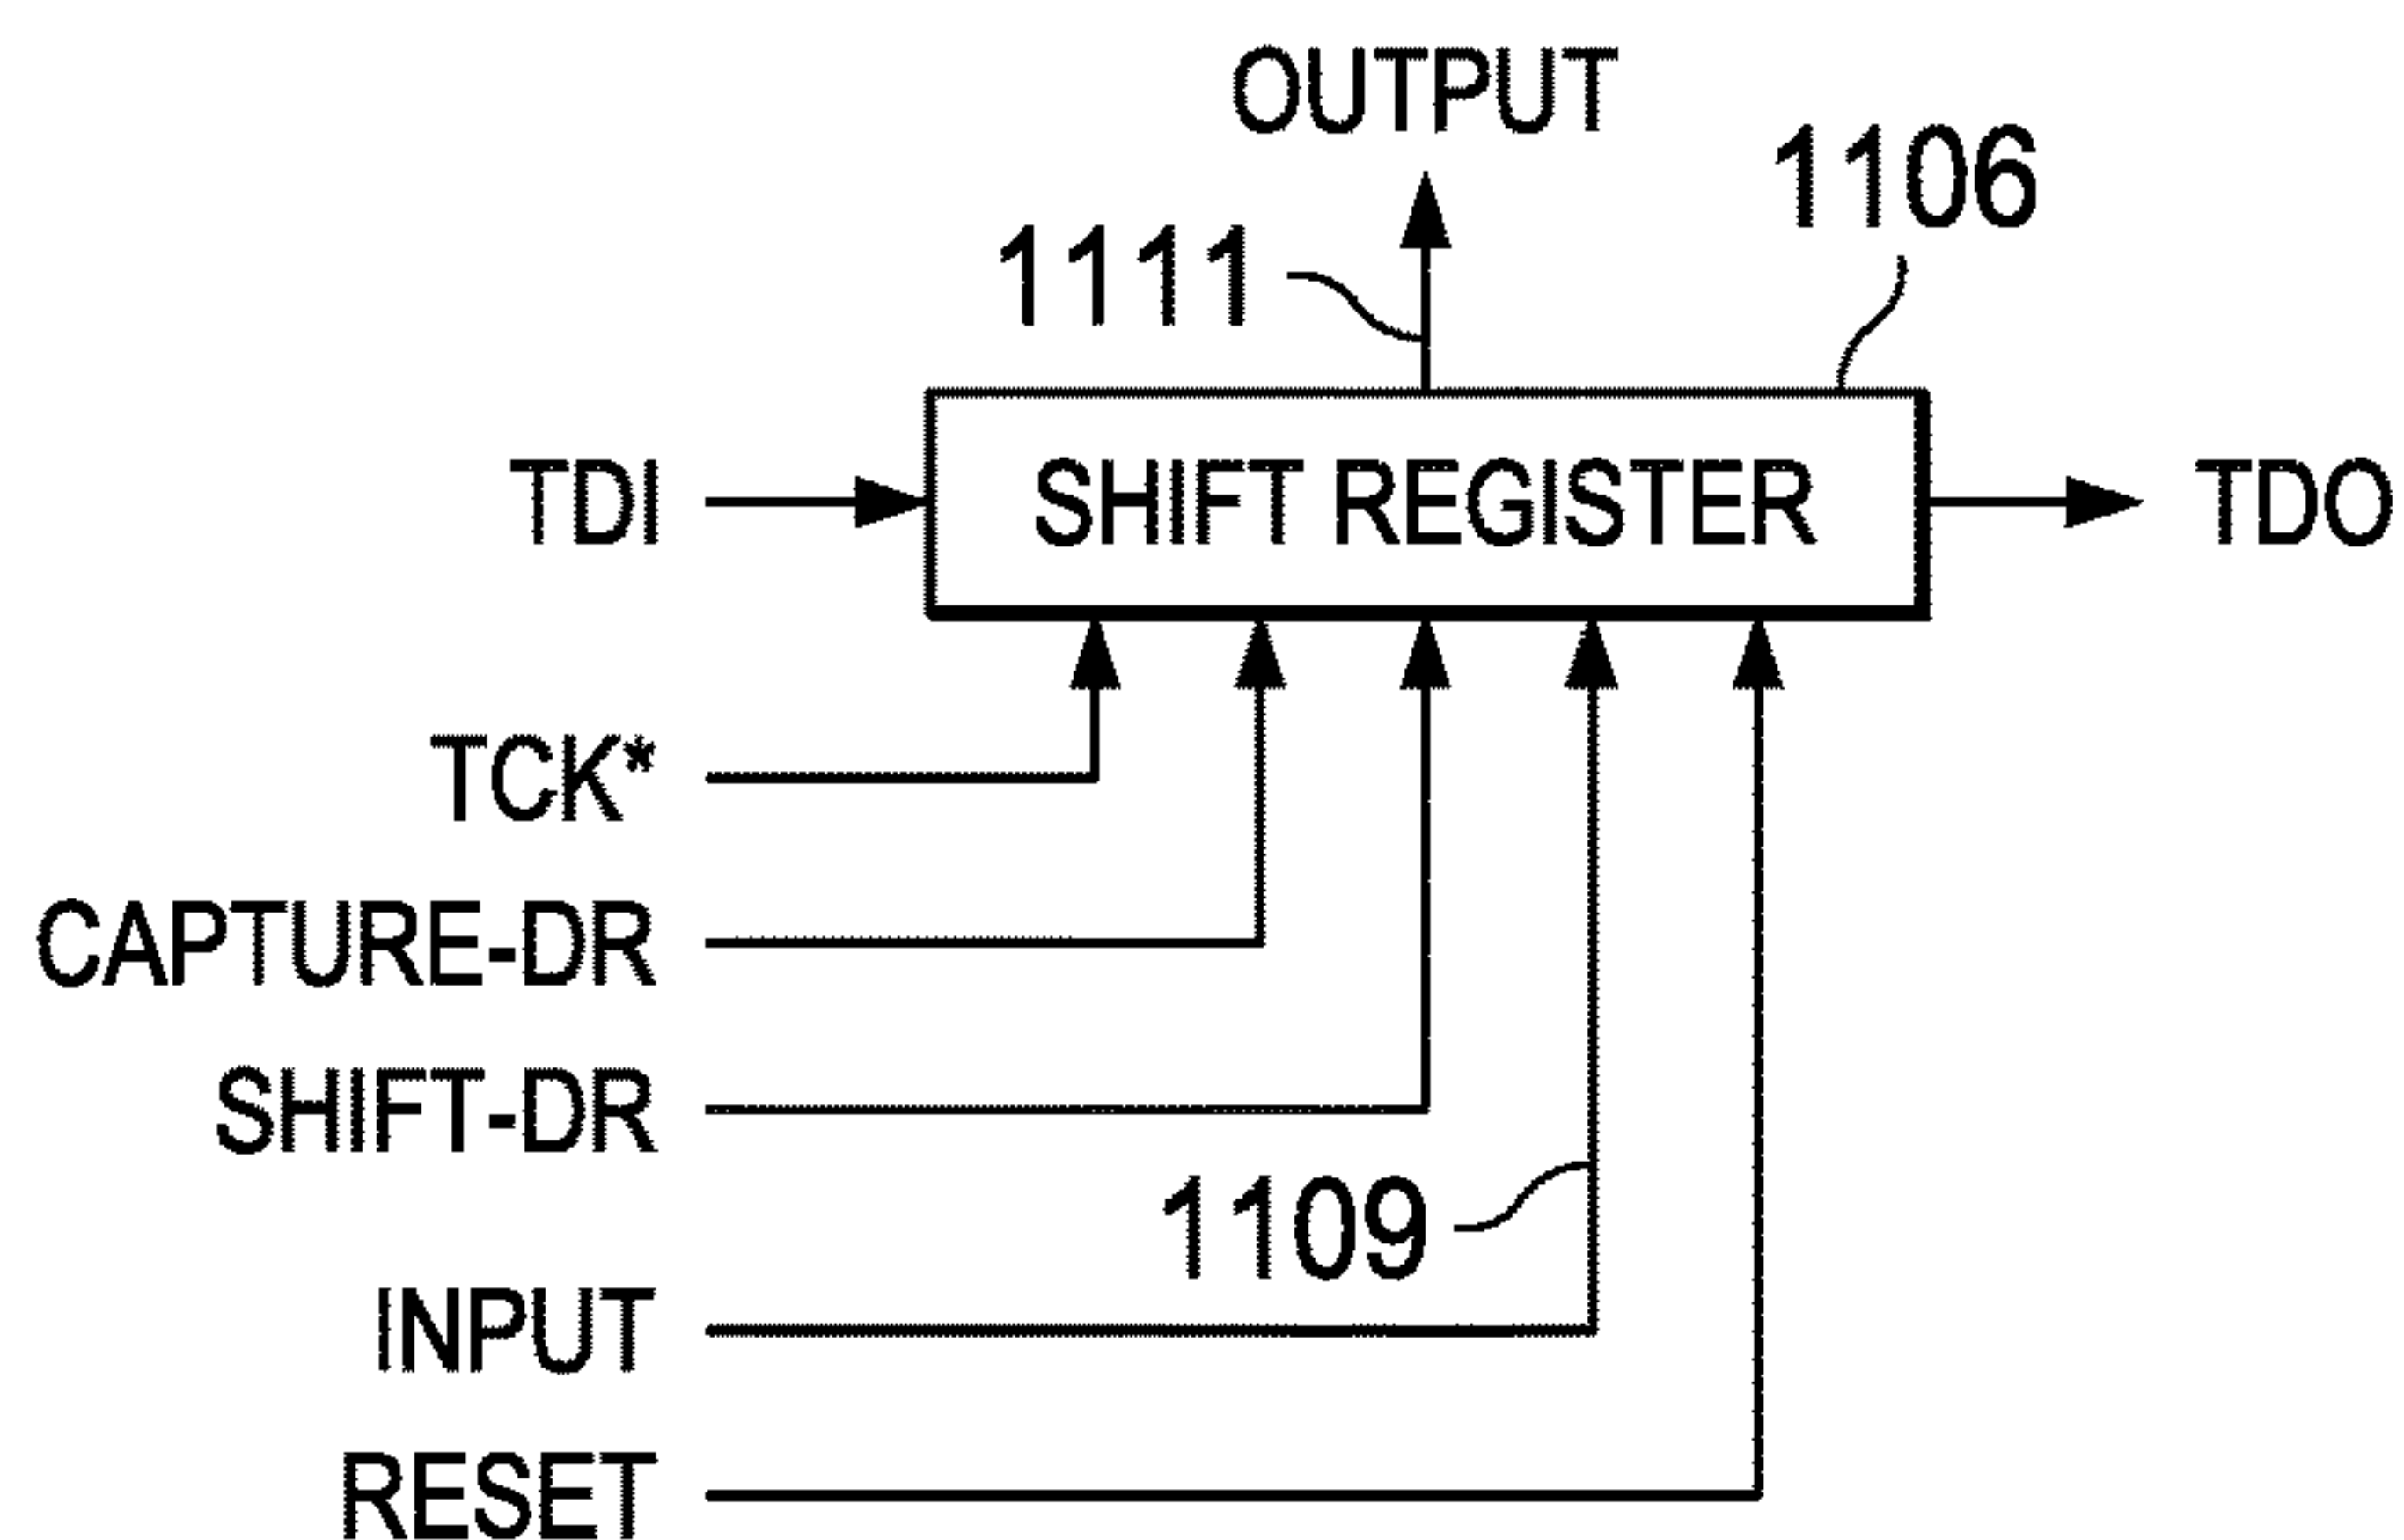 OUTPUT
1106
1111
TDI
SHIFT REGISTER
TDO
TCK*
CAPTURE-DR
SHIFT-DR
1109
INPUT
RESET